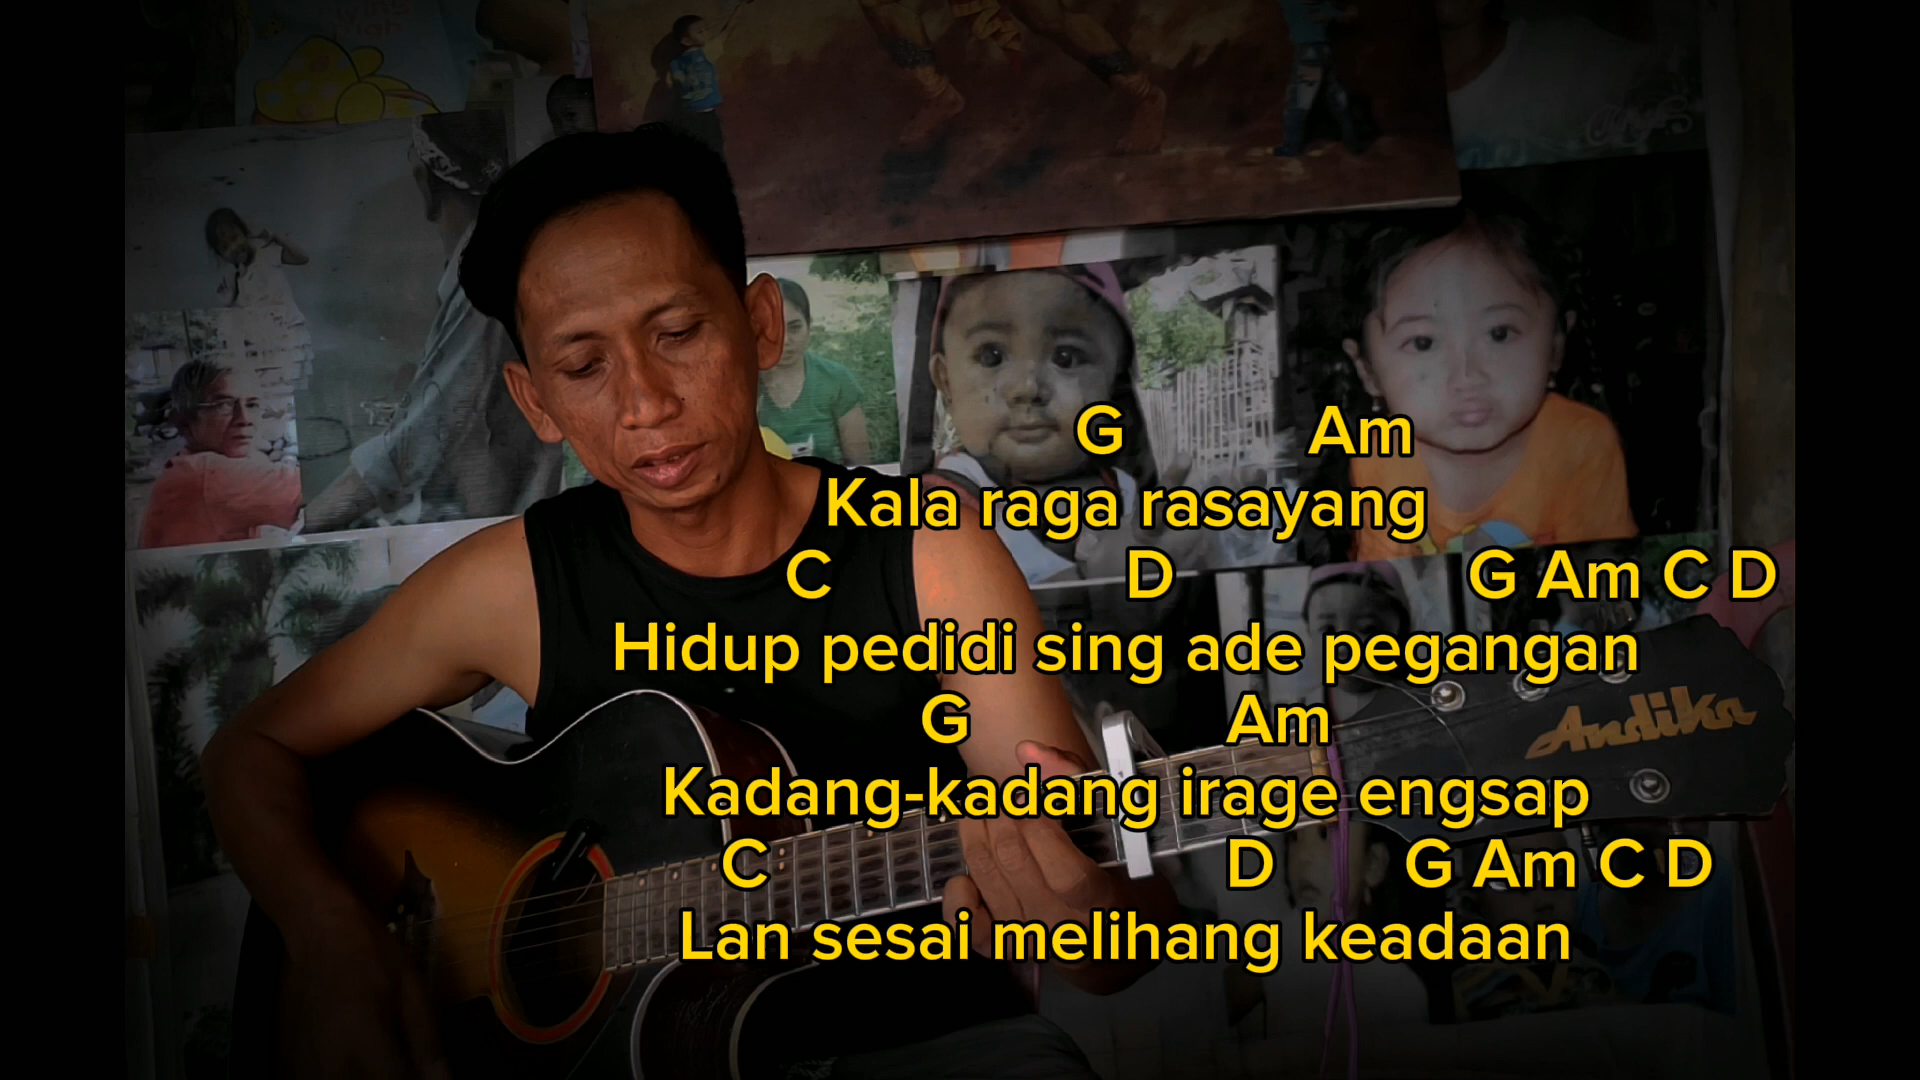 G Am
Kala raga rasayang
C D G Am C D
Hidup pedidi sing ade pegangan
G Am
Kadang-kadang irage engsap
C D G Am C D
Lan sesai melihang keadaan
Andika